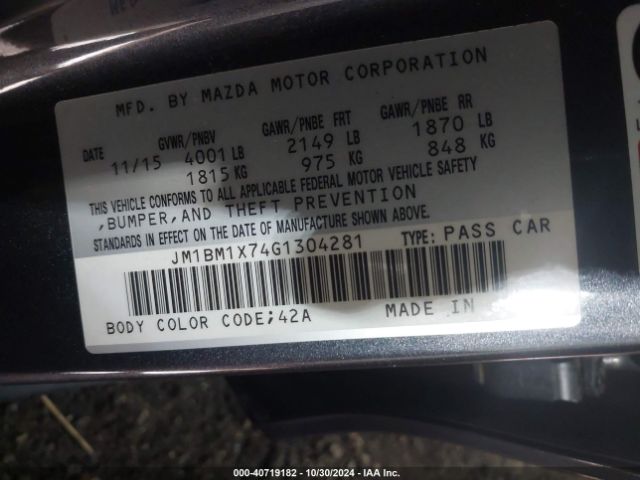 MFD. BY MAZDA MOTOR CORPORATION
GVWR/PNBV GAWR/PNBE FRT GAWR/PNBE RR
DATE 11/15 4001 LB 2149 LB 1870 LB
1815 KG 975 KG 848 KG
THIS VEHICLE CONFORMS TO ALL APPLICABLE FEDERAL MOTOR VEHICLE SAFETY
,BUMPER,AND THEFT PREVENTION
STANDARDS IN EFFECT ON THE DATE OF MANUFACTURE SHOWN ABOVE.
JM1BM1X74G1304281 TYPE: PASS CAR
BODY COLOR CODE;42A MADE IN
000-40719182 | 10/30/2024 | IAA Inc.